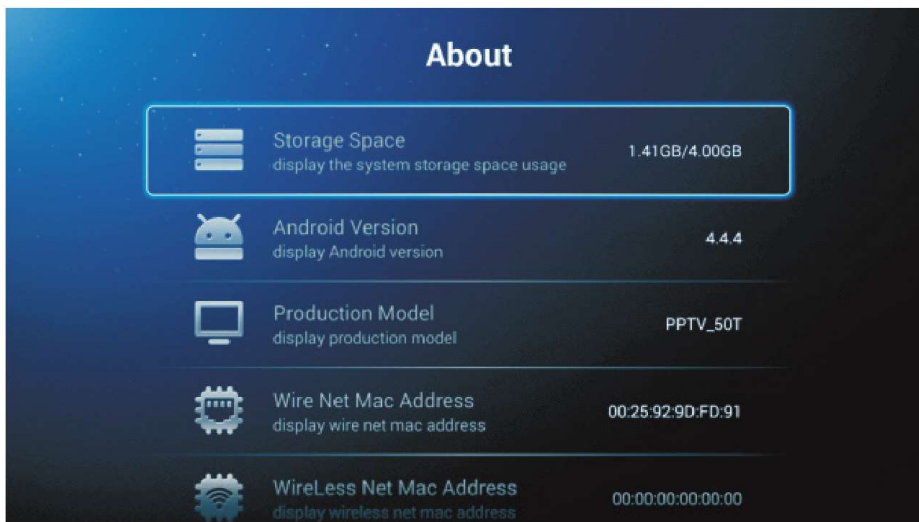 About
Storage Space
display the system storage space usage
1.41GB/4.00GB
Android Version
display Android version
4.4.4
Production Model
display production model
PPTV_50T
Wire Net Mac Address
display wire net mac address
00:25:92:9D:FD:91
WireLess Net Mac Address
display wireless net mac address
00:00:00:00:00:00